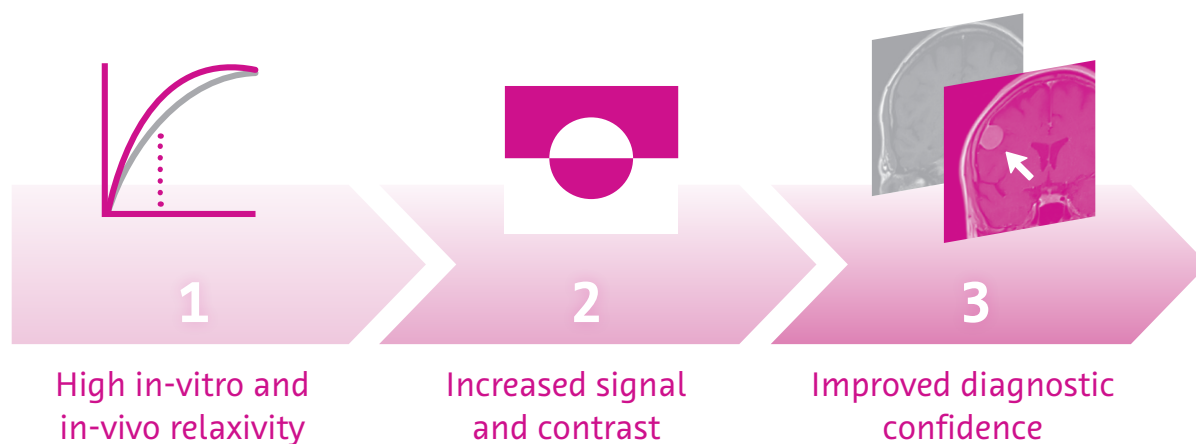 1
High in-vitro and
in-vivo relaxivity
2
Increased signal
and contrast
3
Improved diagnostic
confidence